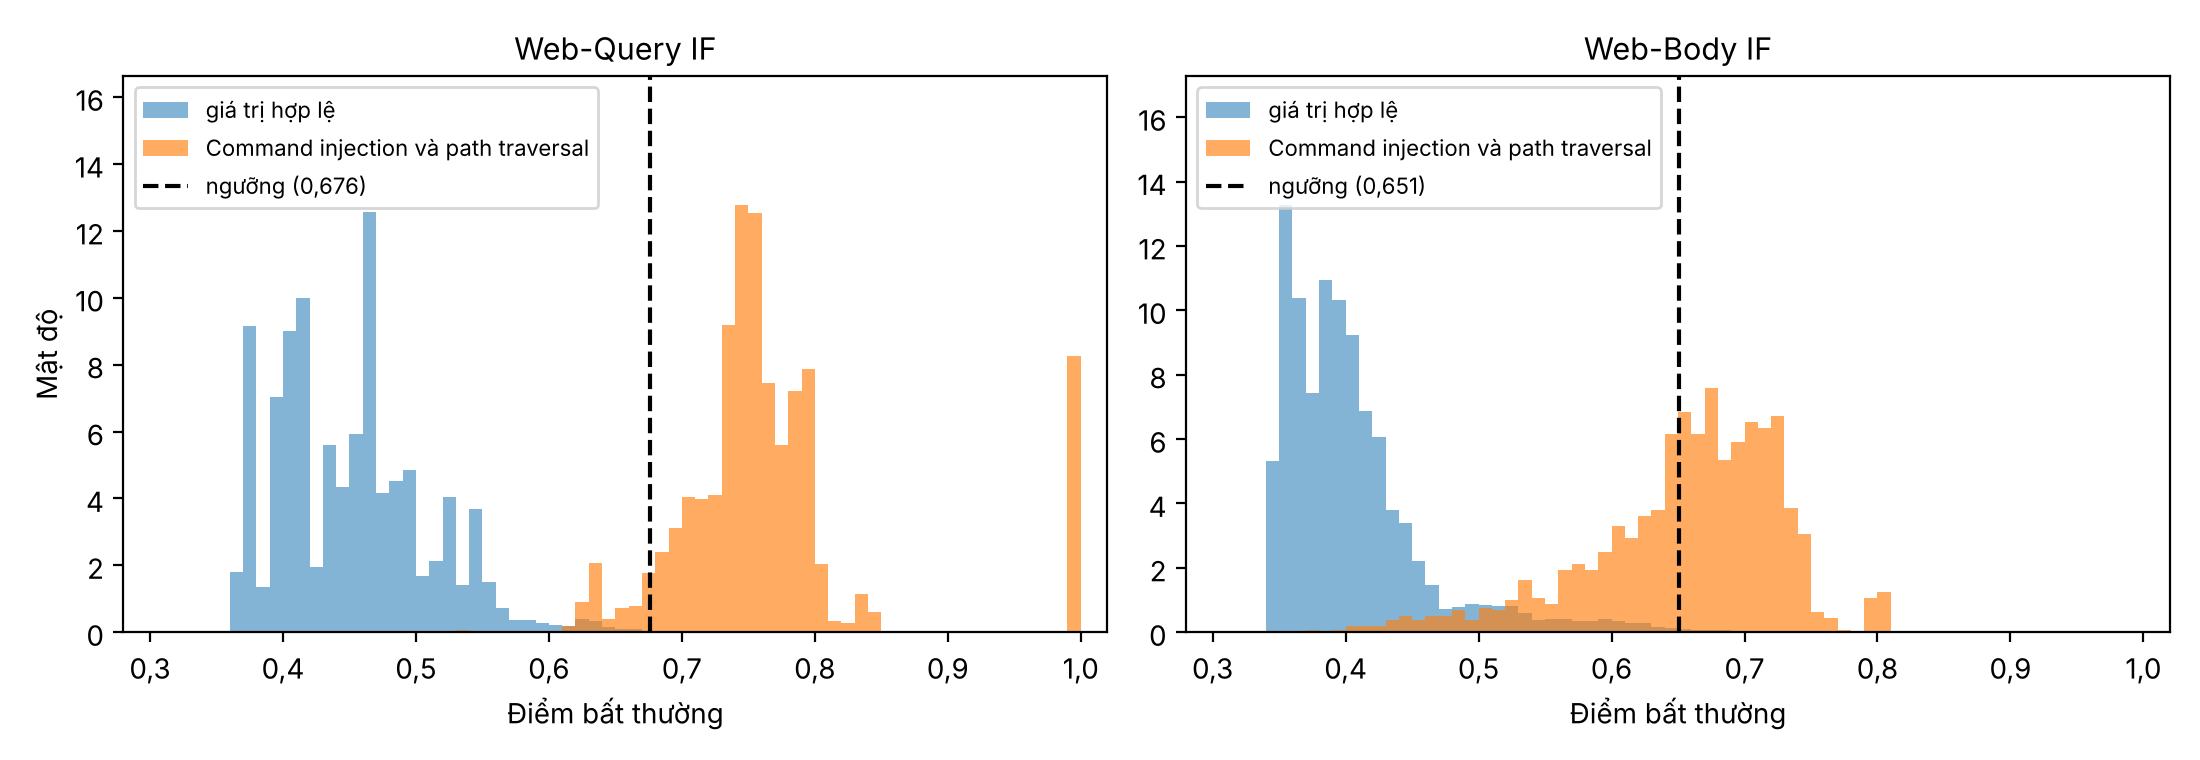 Web-Query IF
giá trị hợp lệ
Command injection và path traversal
ngưỡng (0,676)
16
14
12
10
8
6
4
2
0
Mật độ
0,3 0,4 0,5 0,6 0,7 0,8 0,9 1,0
Điểm bất thường
Web-Body IF
giá trị hợp lệ
Command injection và path traversal
ngưỡng (0,651)
16
14
12
10
8
6
4
2
0
0,3 0,4 0,5 0,6 0,7 0,8 0,9 1,0
Điểm bất thường